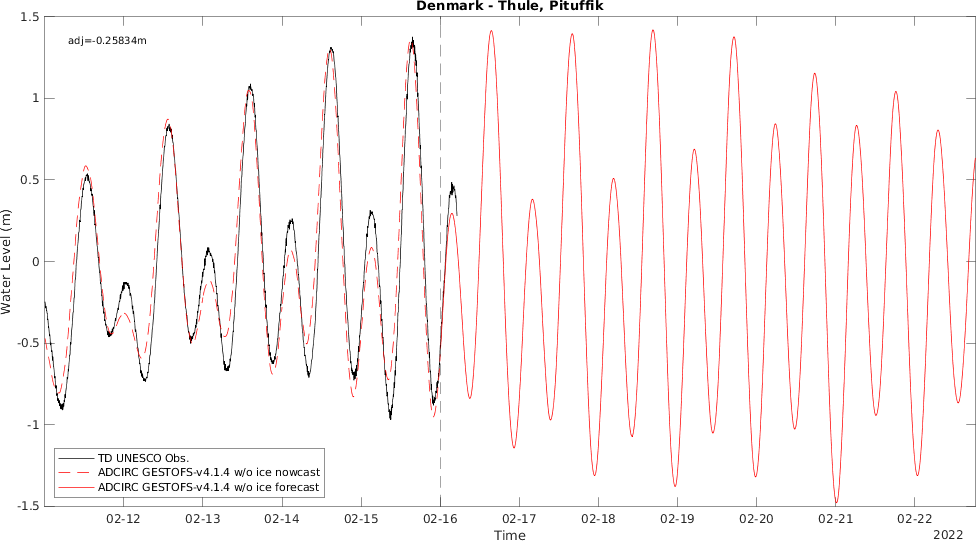 Denmark - Thule, Pituffik
adj=-0.25834m
1.5
1
0.5
0
-0.5
-1
-1.5
Water Level (m)
TD UNESCO Obs.
ADCIRC GESTOFS-v4.1.4 w/o ice nowcast
ADCIRC GESTOFS-v4.1.4 w/o ice forecast
02-12 02-13 02-14 02-15 02-16 02-17 02-18 02-19 02-20 02-21 02-22
Time
2022